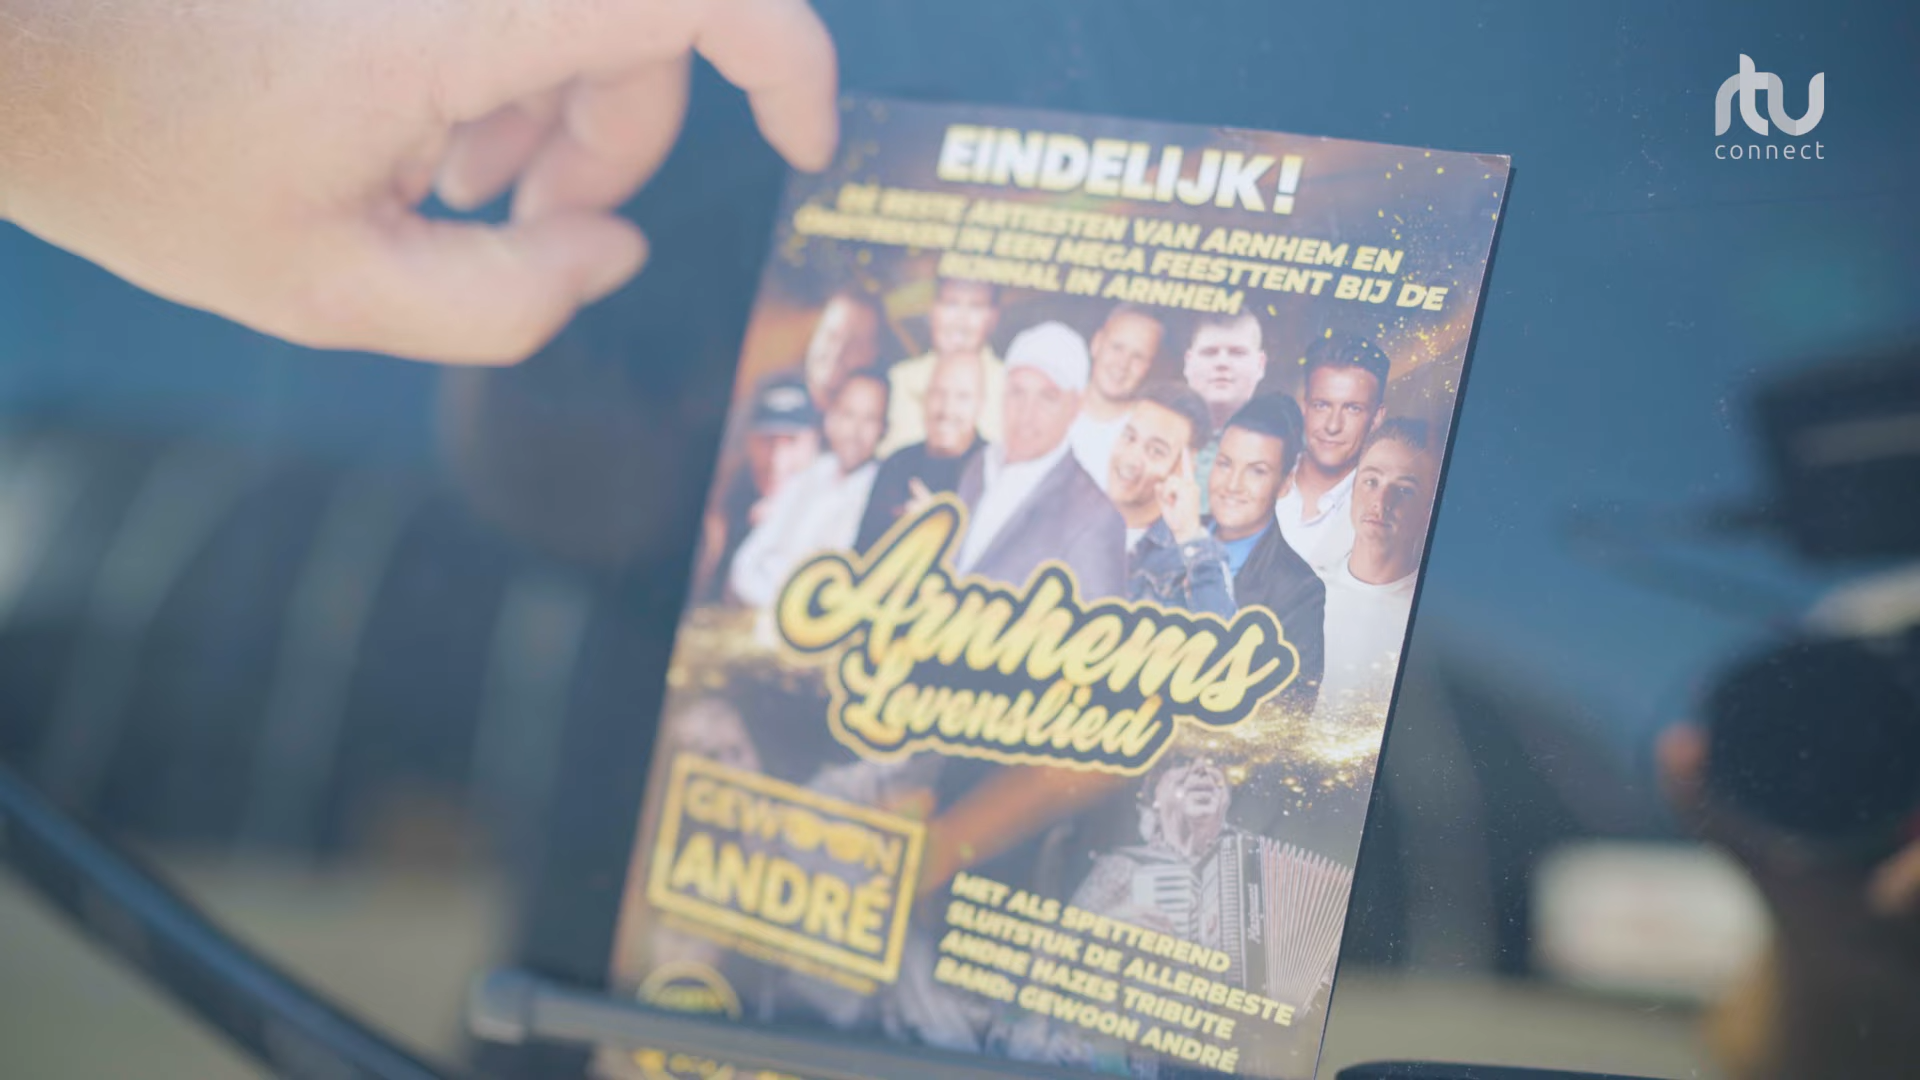 rtv
connect
EINDELIJK!
DE BESTE ARTIESTEN VAN ARNHEM EN
OMSTREKEN IN EEN MEGA FEESTTENT BIJ DE
KONMAL IN ARNHEM
Arnhems
Levenslied
GEWOON
ANDRÉ
MET ALS SPETTEREND
SLUITSTUK DE ALLERBESTE
ANDRE HAZES TRIBUTE
BAND: GEWOON ANDRÉ